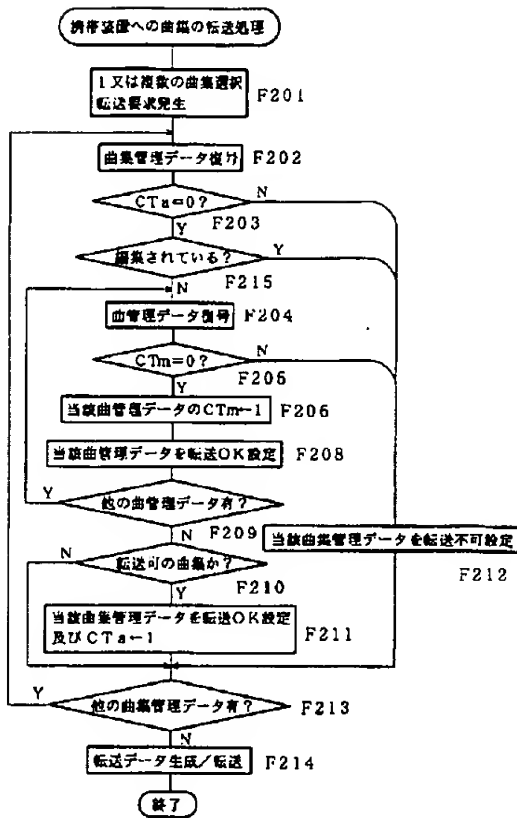 携帯装置への曲集の転送処理
1又は複数の曲集選択
転送要求発生
F201
曲集管理データ復号
F202
CTa=0?
N
F203
Y
編集されている?
Y
F215
N
曲管理データ復号
F204
CTm=0?
N
F205
Y
当該曲管理データのCTm←1
F206
当該曲管理データを転送OK設定
F208
Y
他の曲管理データ有?
F209
N
N
転送可の曲集か?
当該曲集管理データを転送不可設定
F210
F212
Y
当該曲集管理データを転送OK設定
及びCTa←1
F211
Y
他の曲集管理データ有?
F213
N
転送データ生成/転送
F214
終了